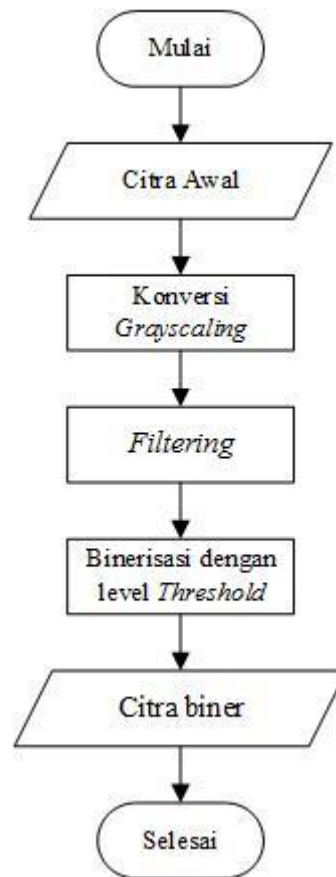 Mulai
Citra Awal
Konversi
Grayscaling
Filtering
Binerisasi dengan
level Threshold
Citra biner
Selesai